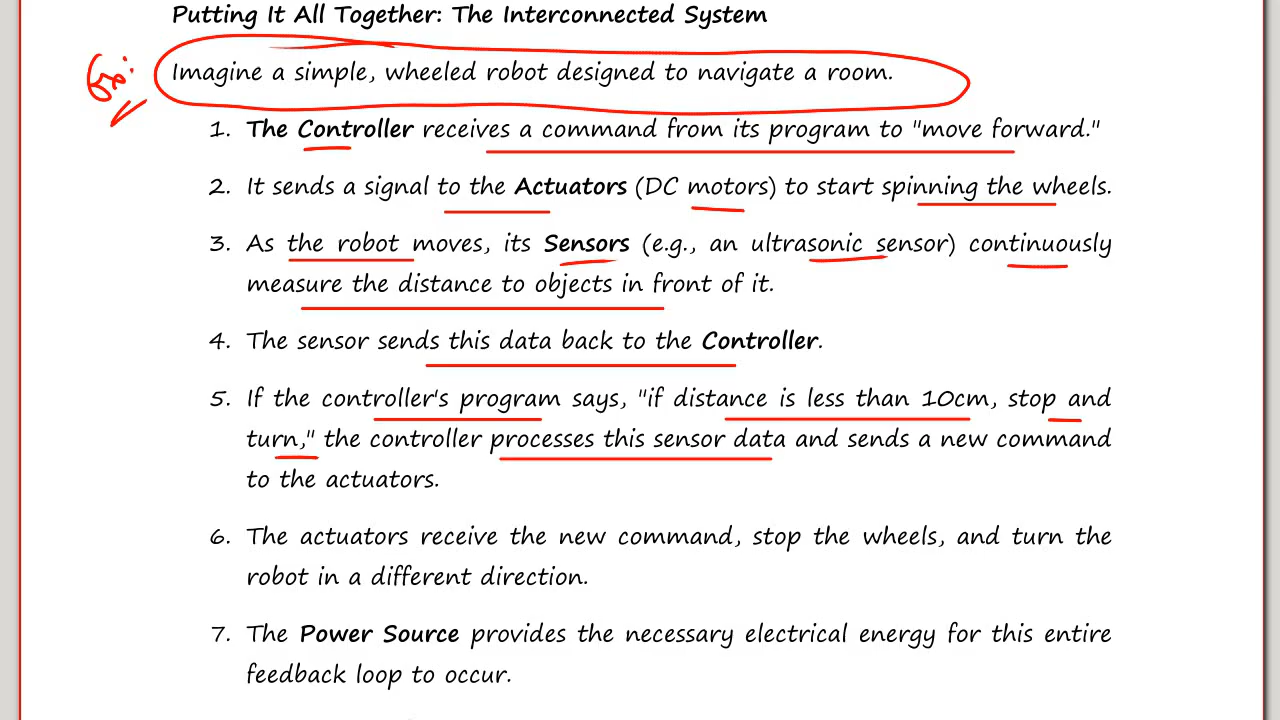 Putting It All Together: The Interconnected System
Ex:
Imagine a simple, wheeled robot designed to navigate a room.
1. The Controller receives a command from its program to "move forward."
2. It sends a signal to the Actuators (DC motors) to start spinning the wheels.
3. As the robot moves, its Sensors (e.g., an ultrasonic sensor) continuously
measure the distance to objects in front of it.
4. The sensor sends this data back to the Controller.
5. If the controller's program says, "if distance is less than 10cm, stop and
turn," the controller processes this sensor data and sends a new command
to the actuators.
6. The actuators receive the new command, stop the wheels, and turn the
robot in a different direction.
7. The Power Source provides the necessary electrical energy for this entire
feedback loop to occur.